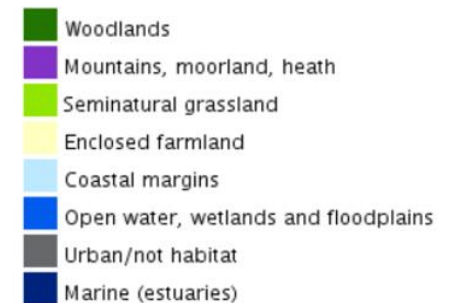 Woodlands
Mountains, moorland, heath
Seminatural grassland
Enclosed farmland
Coastal margins
Open water, wetlands and floodplains
Urban/not habitat
Marine (estuaries)